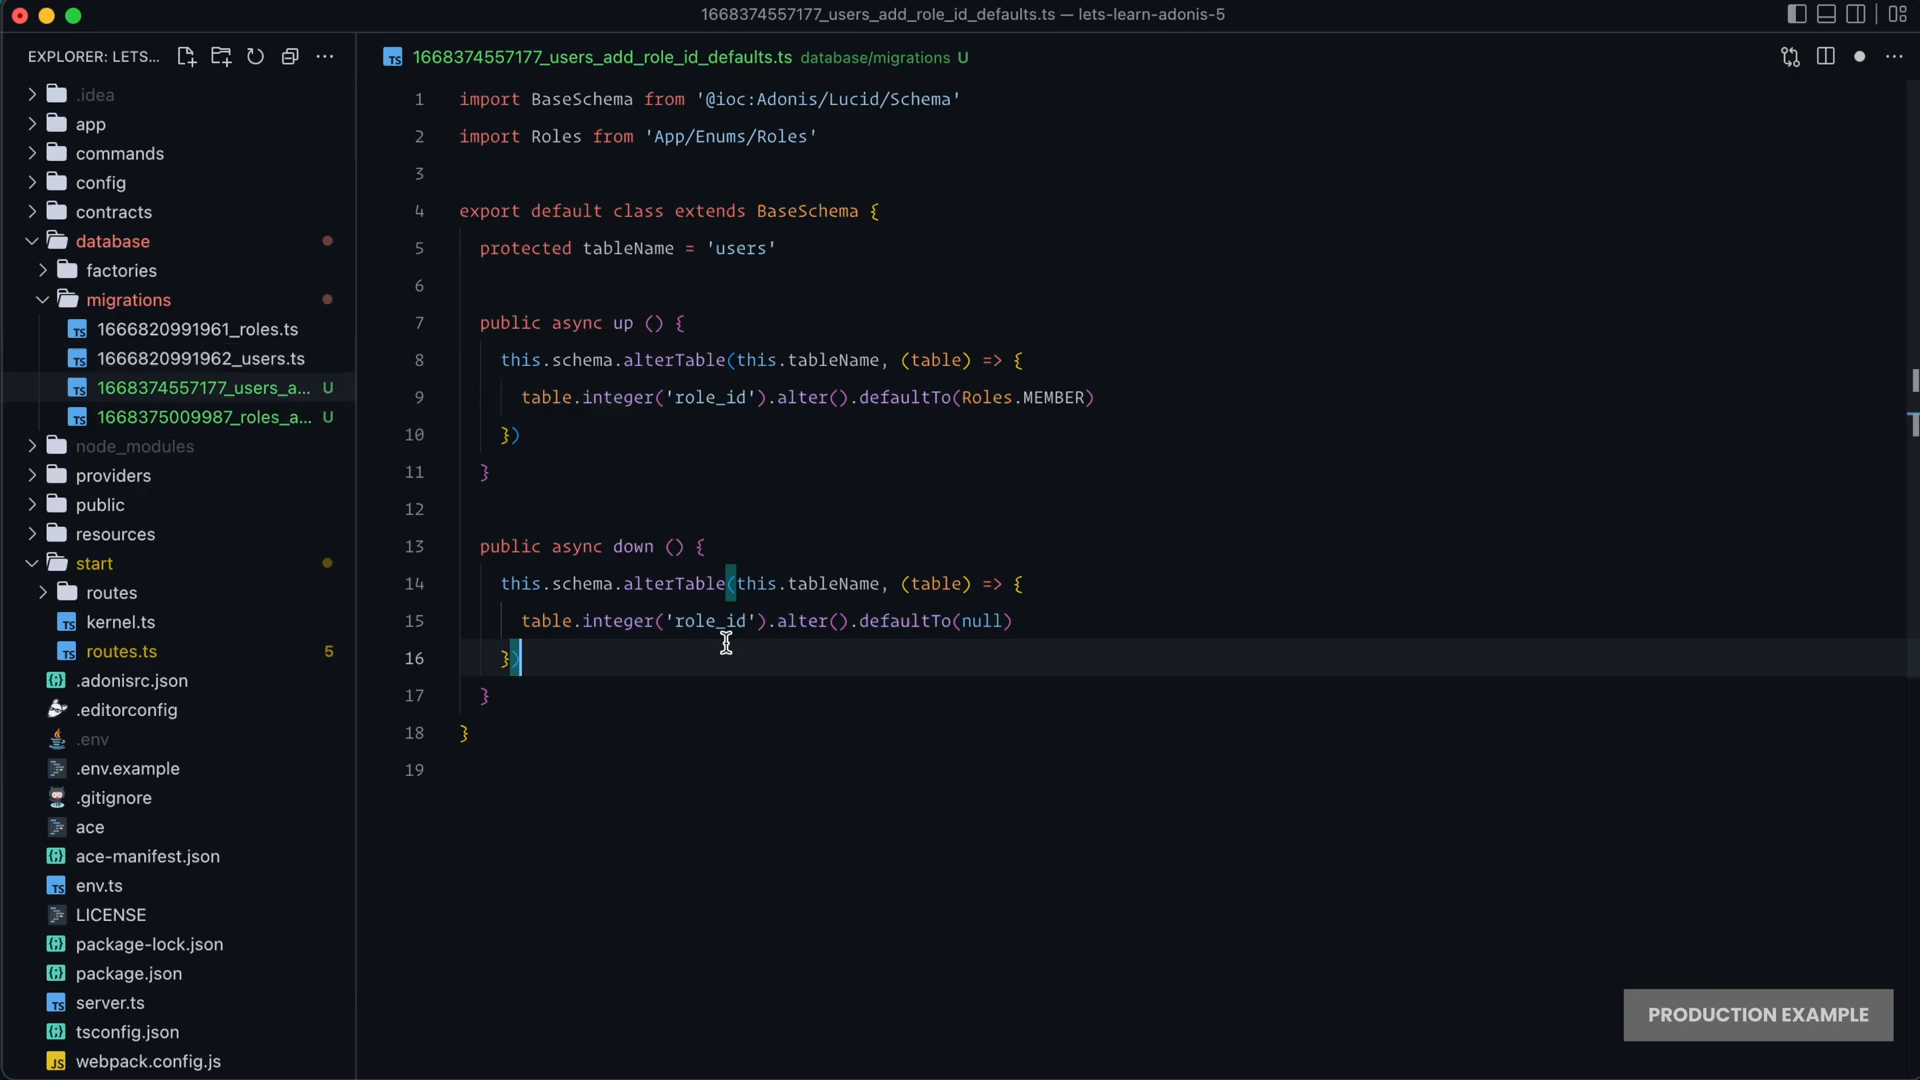 1668374557177_users_add_role_id_defaults.ts — lets-learn-adonis-5
EXPLORER: LETS...
.idea
app
commands
config
contracts
database
factories
migrations
1666820991961_roles.ts
1666820991962_users.ts
1668374557177_users_a... U
1668375009987_roles_a... U
node_modules
providers
public
resources
start
routes
kernel.ts
routes.ts 5
.adonisrc.json
.editorconfig
.env
.env.example
.gitignore
ace
ace-manifest.json
env.ts
LICENSE
package-lock.json
package.json
server.ts
tsconfig.json
webpack.config.js
1668374557177_users_add_role_id_defaults.ts database/migrations U
1 import BaseSchema from '@ioc:Adonis/Lucid/Schema'
2 import Roles from 'App/Enums/Roles'
3
4 export default class extends BaseSchema {
5 protected tableName = 'users'
6
7 public async up () {
8 this.schema.alterTable(this.tableName, (table) => {
9 table.integer('role_id').alter().defaultTo(Roles.MEMBER)
10 })
11 }
12
13 public async down () {
14 this.schema.alterTable(this.tableName, (table) => {
15 table.integer('role_id').alter().defaultTo(null)
16 })
17 }
18 }
19
PRODUCTION EXAMPLE